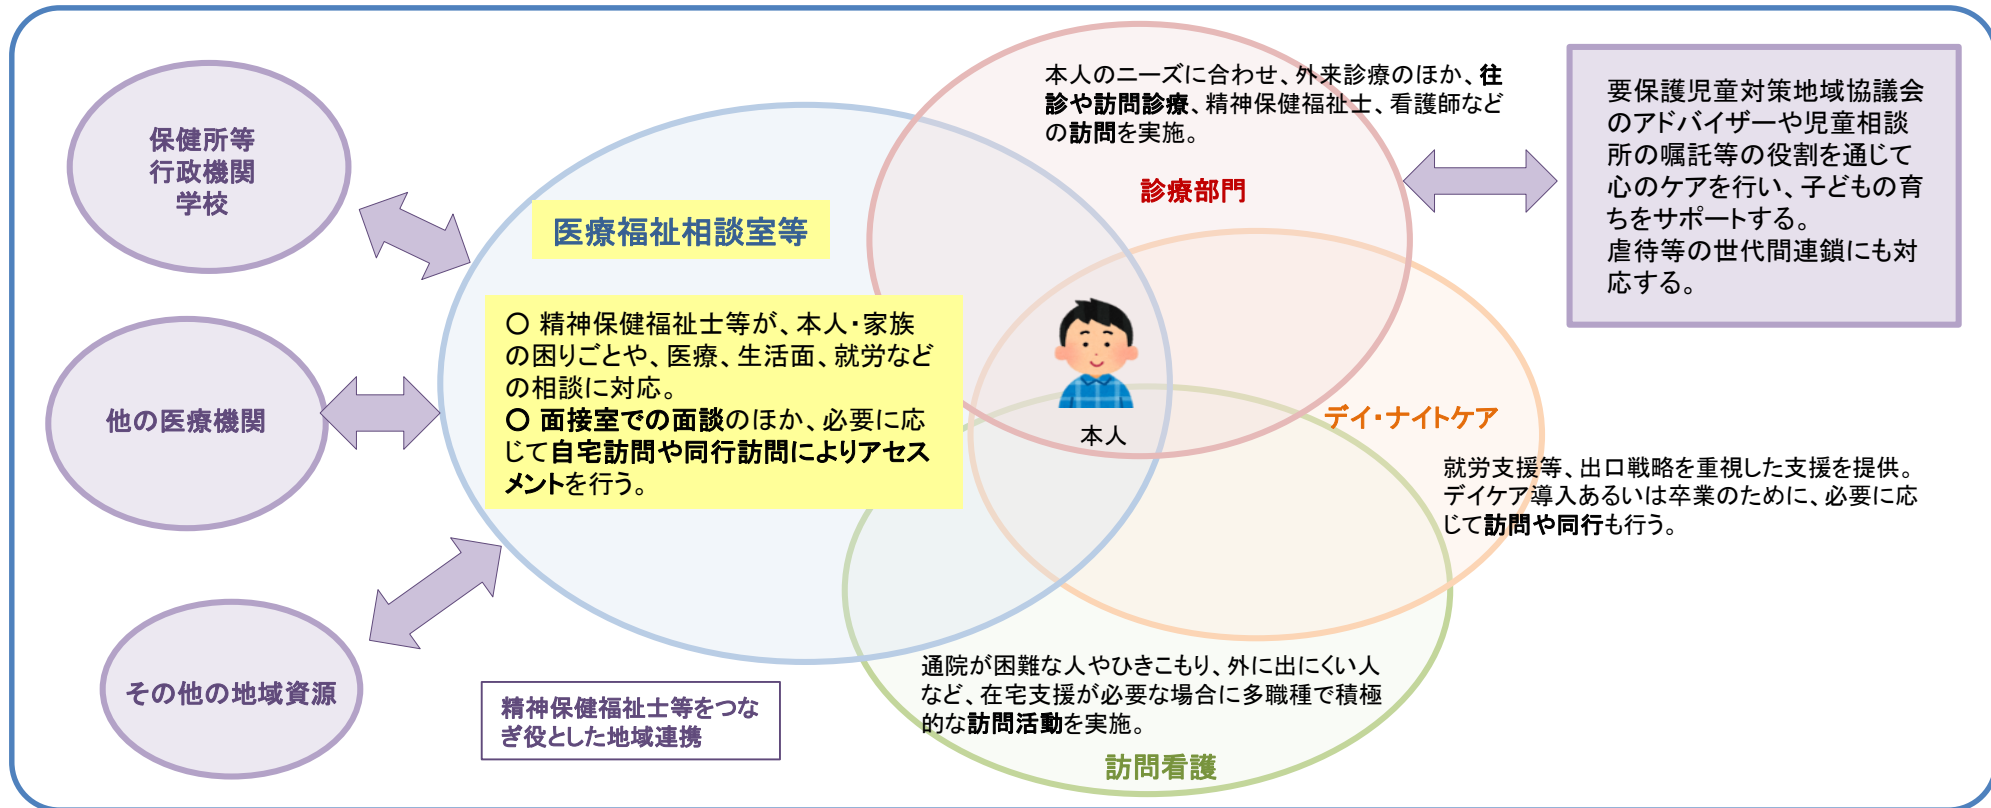 保健所等
行政機関
学校
他の医療機関
その他の地域資源
医療福祉相談室等
〇 精神保健福祉士等が、本人・家族
の困りごとや、医療、生活面、就労など
の相談に対応。
〇 面接室での面談のほか、必要に応
じて自宅訪問や同行訪問によりアセス
メントを行う。
精神保健福祉士等をつな
ぎ役とした地域連携
本人のニーズに合わせ、外来診療のほか、往
診や訪問診療、精神保健福祉士、看護師など
の訪問を実施。
診療部門
本人
デイ・ナイトケア
就労支援等、出口戦略を重視した支援を提供。
デイケア導入あるいは卒業のために、必要に応
じて訪問や同行も行う。
通院が困難な人やひきこもり、外に出にくい人
など、在宅支援が必要な場合に多職種で積極
的な訪問活動を実施。
訪問看護
要保護児童対策地域協議会
のアドバイザーや児童相談
所の嘱託等の役割を通じて
心のケアを行い、子どもの育
ちをサポートする。
虐待等の世代間連鎖にも対
応する。